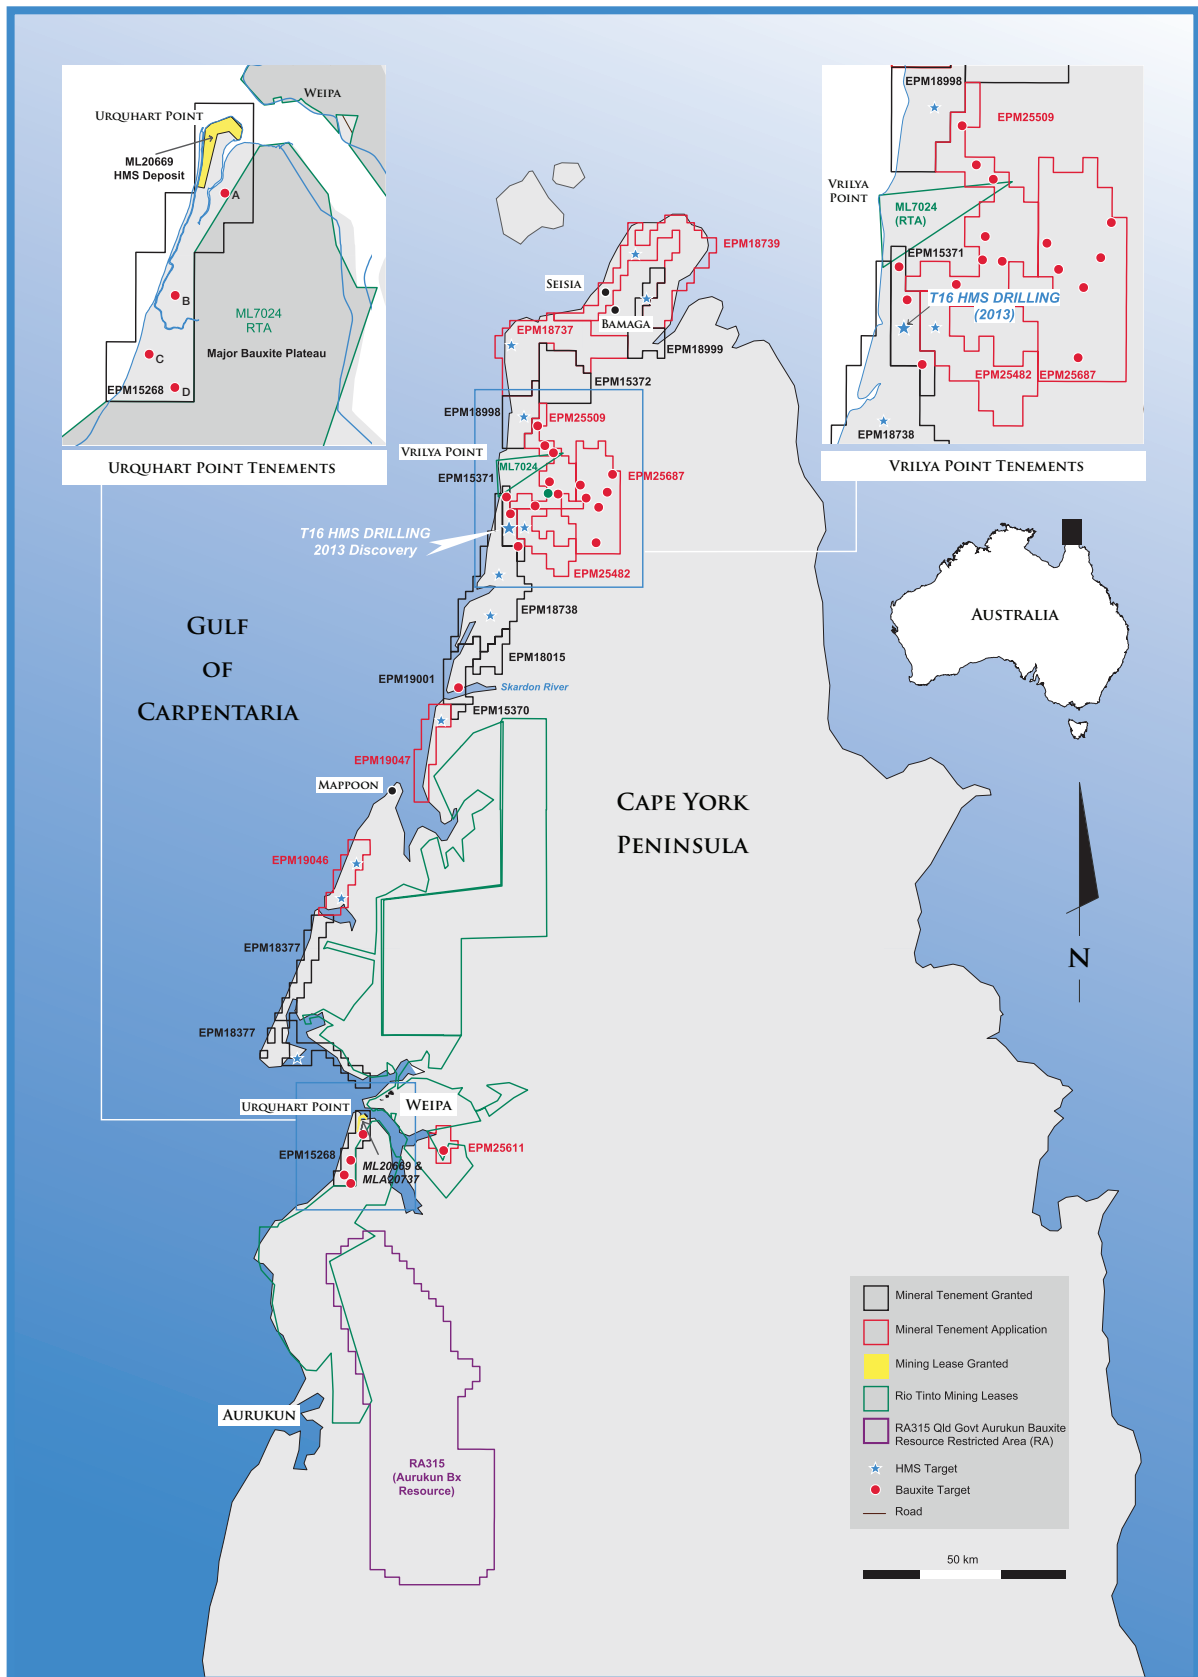 WEIPA
URQUHART POINT
ML20669
HMS Deposit
A
B
C
D
ML7024
RTA
Major Bauxite Plateau
EPM15268
URQUHART POINT TENEMENTS
EPM18998
EPM25509
VRILYA
POINT
ML7024
(RTA)
EPM15371
T16 HMS DRILLING
(2013)
EPM25482
EPM25687
EPM18738
VRILYA POINT TENEMENTS
EPM18739
SEISIA
BAMAGA
EPM18737
EPM18999
EPM15372
EPM18998
EPM25509
VRILYA POINT
ML7024
EPM15371
EPM25687
T16 HMS DRILLING
2013 Discovery
EPM25482
AUSTRALIA
EPM18738
GULF
OF
CARPENTARIA
EPM18015
EPM19001
Skardon River
EPM15370
EPM19047
MAPPOON
CAPE YORK
PENINSULA
EPM19046
EPM18377
N
EPM18377
URQUHART POINT
WEIPA
EPM15268
EPM25611
ML20669 &
MLA20737
AURUKUN
RA315
(Aurukun Bx
Resource)
Mineral Tenement Granted
Mineral Tenement Application
Mining Lease Granted
Rio Tinto Mining Leases
RA315 Qld Govt Aurukun Bauxite
Resource Restricted Area (RA)
HMS Target
Bauxite Target
Road
50 km